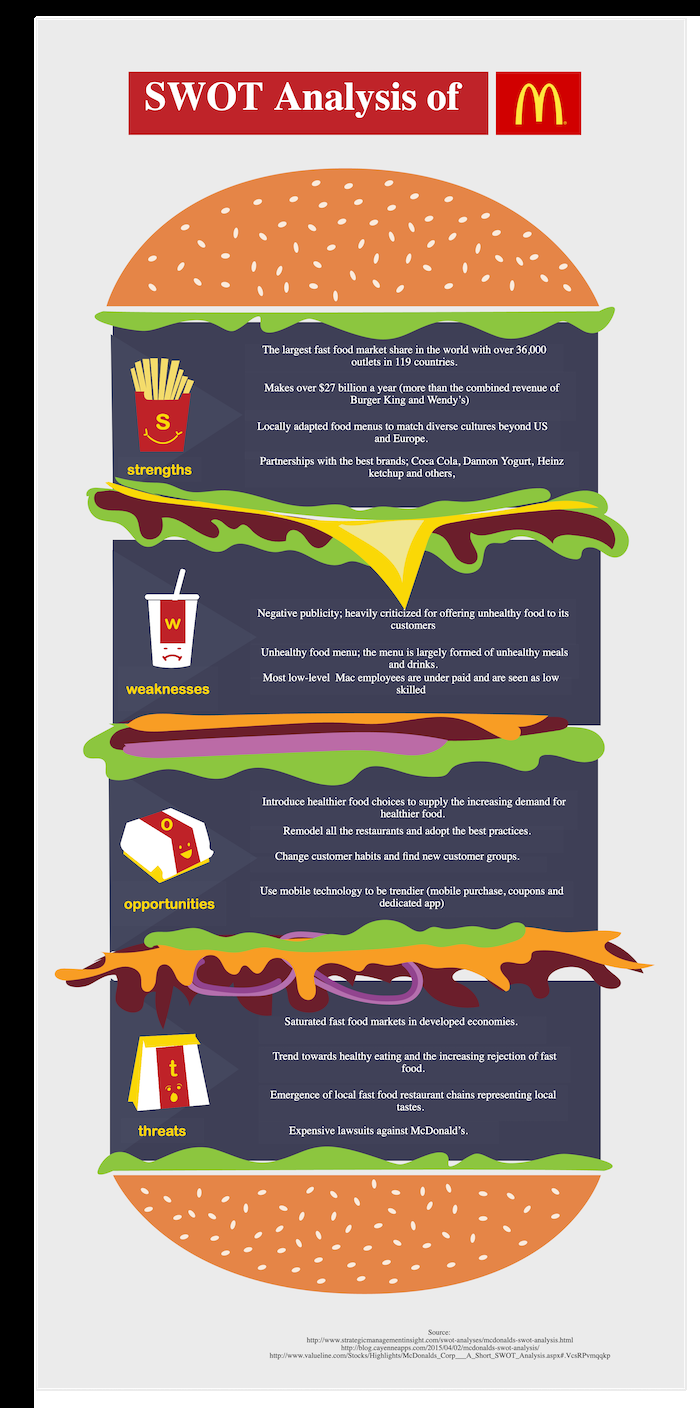 SWOT Analysis of
M
The largest fast food market share in the world with over 36,000
outlets in 119 countries.
Makes over $27 billion a year (more than the combined revenue of
Burger King and Wendy's)
Locally adapted food menus to match diverse cultures beyond US
and Europe.
Partnerships with the best brands; Coca Cola, Dannon Yogurt, Heinz
ketchup and others,
S
strengths
Negative publicity; heavily criticized for offering unhealthy food to its
customers
Unhealthy food menu; the menu is largely formed of unhealthy meals
and drinks.
Most low-level Mac employees are under paid and are seen as low
skilled
w
weaknesses
Introduce healthier food choices to supply the increasing demand for
healthier food.
Remodel all the restaurants and adopt the best practices.
Change customer habits and find new customer groups.
Use mobile technology to be trendier (mobile purchase, coupons and
dedicated app)
o
opportunities
Saturated fast food markets in developed economies.
Trend towards healthy eating and the increasing rejection of fast
food.
Emergence of local fast food restaurant chains representing local
tastes.
Expensive lawsuits against McDonald's.
t
threats
Source:
http://www.strategicmanagementinsight.com/swot-analyses/mcdonalds-swot-analysis.html
http://blog.cayenneapps.com/2015/04/02/mcdonalds-swot-analysis/
http://www.valueline.com/Stocks/Highlights/McDonalds_Corp___A_Short_SWOT_Analysis.aspx#.VcsRPvmqqkp